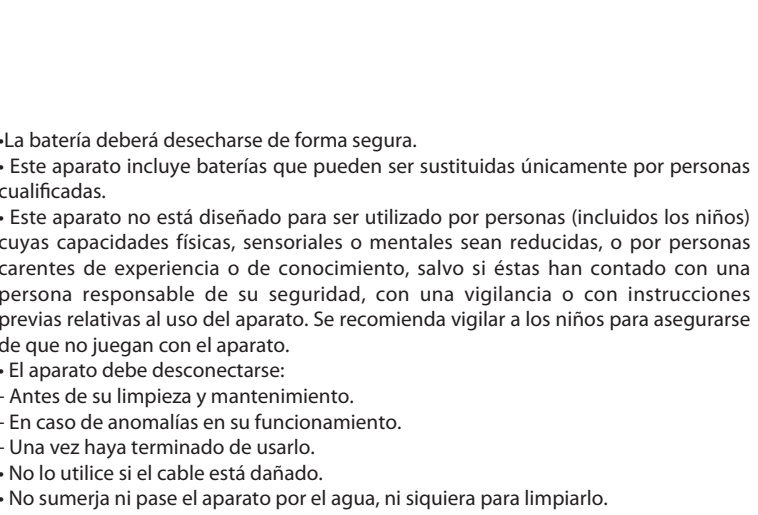 •La batería deberá desecharse de forma segura.
• Este aparato incluye baterías que pueden ser sustituidas únicamente por personas
cualificadas.
• Este aparato no está diseñado para ser utilizado por personas (incluidos los niños)
cuyas capacidades físicas, sensoriales o mentales sean reducidas, o por personas
carentes de experiencia o de conocimiento, salvo si éstas han contado con una
persona responsable de su seguridad, con una vigilancia o con instrucciones
previas relativas al uso del aparato. Se recomienda vigilar a los niños para asegurarse
de que no juegan con el aparato.
• El aparato debe desconectarse:
- Antes de su limpieza y mantenimiento.
- En caso de anomalías en su funcionamiento.
- Una vez haya terminado de usarlo.
• No lo utilice si el cable está dañado.
• No sumerja ni pase el aparato por el agua, ni siquiera para limpiarlo.